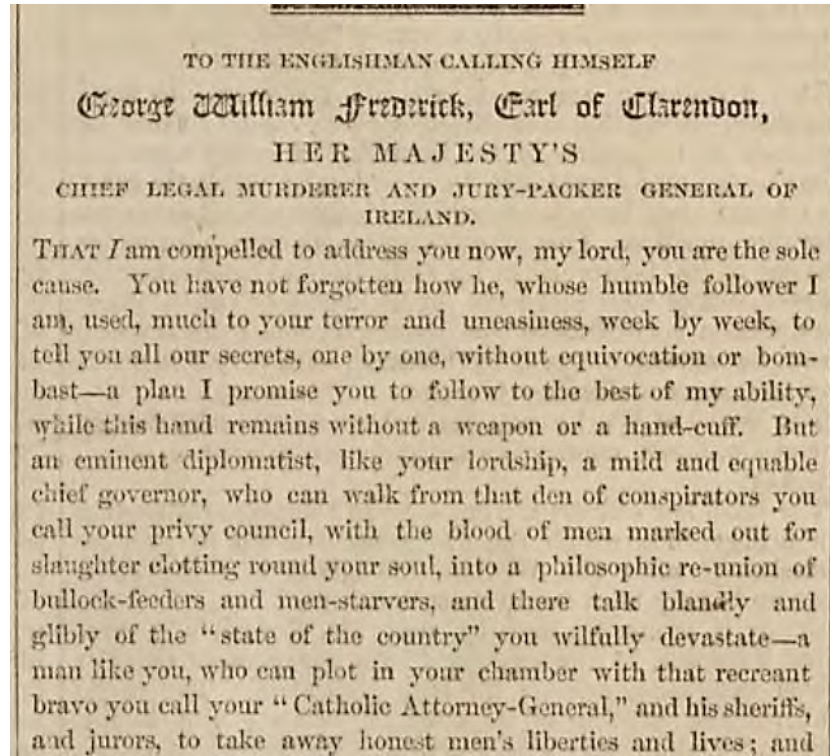 TO THE ENGLISHMAN CALLING HIMSELF
George William Frederick, Earl of Clarendon,
HER MAJESTY'S
CHIEF LEGAL MURDERER AND JURY-PACKER GENERAL OF
IRELAND.
THAT I am compelled to address you now, my lord, you are the sole
cause. You have not forgotten how he, whose humble follower I
am, used, much to your terror and uneasiness, week by week, to
tell you all our secrets, one by one, without equivocation or bom-
bast—a plan I promise you to follow to the best of my ability,
while this hand remains without a weapon or a hand-cuff. But
an eminent diplomatist, like your lordship, a mild and equable
chief governor, who can walk from that den of conspirators you
call your privy council, with the blood of men marked out for
slaughter clotting round your soul, into a philosophic re-union of
bullock-feeders and men-starvers, and there talk blandly and
glibly of the "state of the country" you wilfully devastate—a
man like you, who can plot in your chamber with that recreant
bravo you call your "Catholic Attorney-General," and his sheriffs,
and jurors, to take away honest men's liberties and lives; and